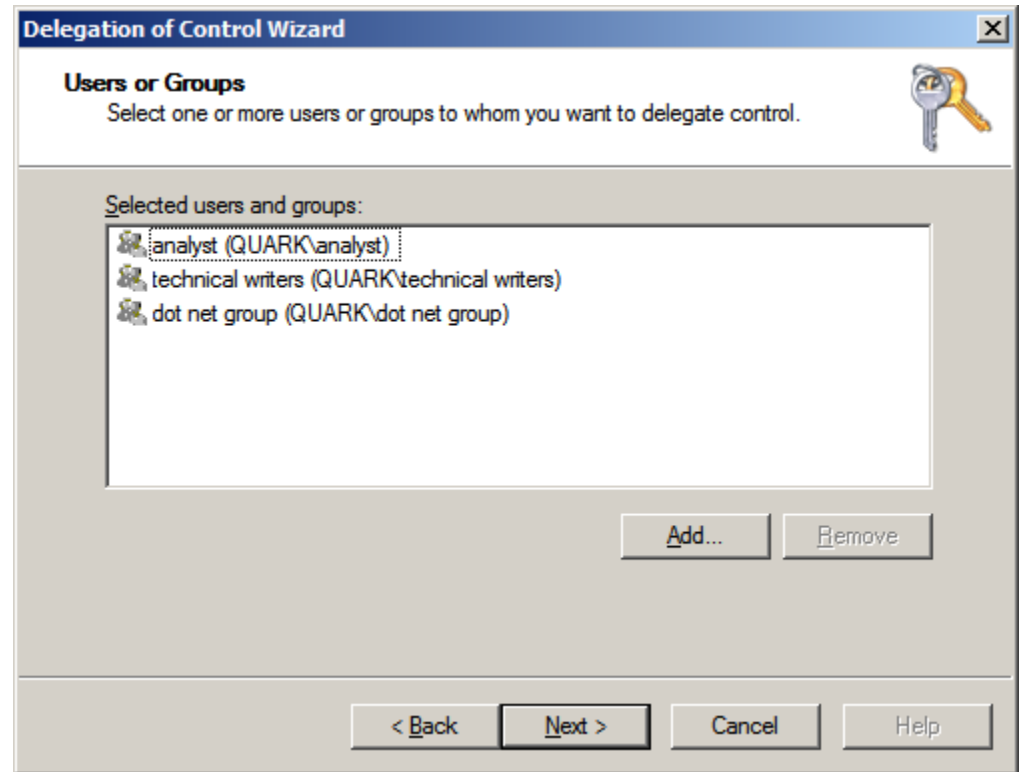 Delegation of Control Wizard
Users or Groups
Select one or more users or groups to whom you want to delegate control.
Selected users and groups:
analyst (QUARK\analyst)
technical writers (QUARK\technical writers)
dot net group (QUARK\dot net group)
Add...
Remove
< Back
Next >
Cancel
Help